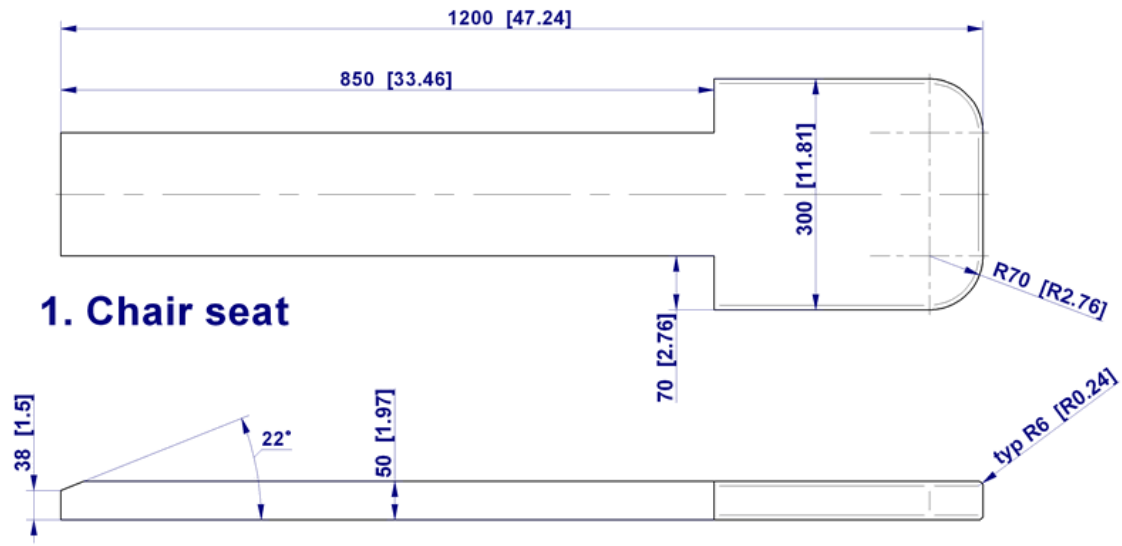 1200 [47.24]
850 [33.46]
300 [11.81]
R70 [R2.76]
1. Chair seat
70 [2.76]
38 [1.5]
22°
50 [1.97]
typ R6 [R0.24]